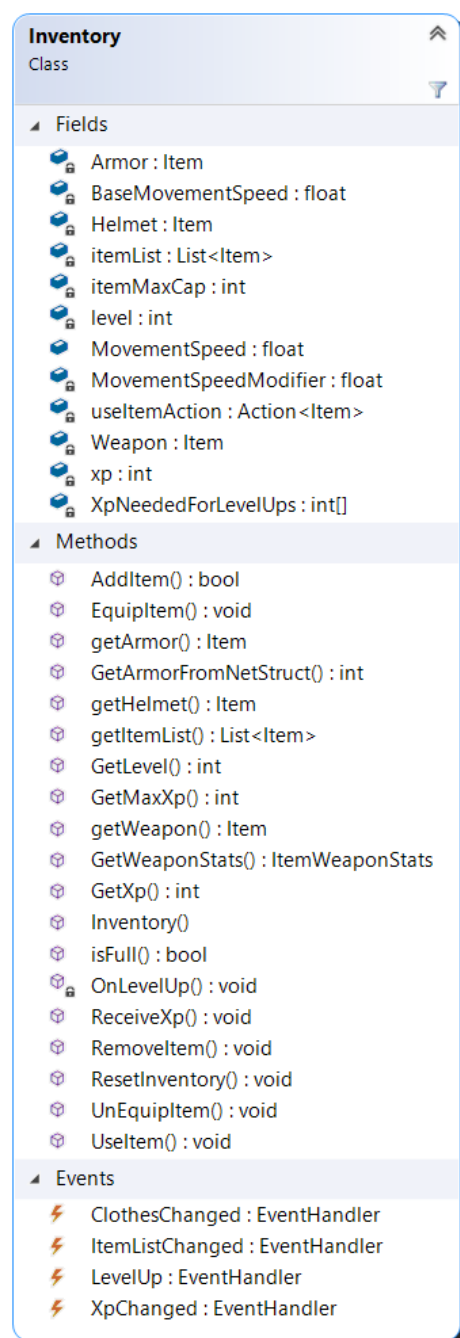 Inventory
Class
Fields
Armor : Item
BaseMovementSpeed : float
Helmet : Item
itemList : List<Item>
itemMaxCap : int
level : int
MovementSpeed : float
MovementSpeedModifier : float
useItemAction : Action<Item>
Weapon : Item
xp : int
XpNeededForLevelUps : int[]
Methods
AddItem() : bool
EquipItem() : void
getArmor() : Item
GetArmorFromNetStruct() : int
getHelmet() : Item
getItemList() : List<Item>
GetLevel() : int
GetMaxXp() : int
getWeapon() : Item
GetWeaponStats() : ItemWeaponStats
GetXp() : int
Inventory()
isFull() : bool
OnLevelUp() : void
ReceiveXp() : void
RemoveItem() : void
ResetInventory() : void
UnEquipItem() : void
UseItem() : void
Events
ClothesChanged : EventHandler
ItemListChanged : EventHandler
LevelUp : EventHandler
XpChanged : EventHandler